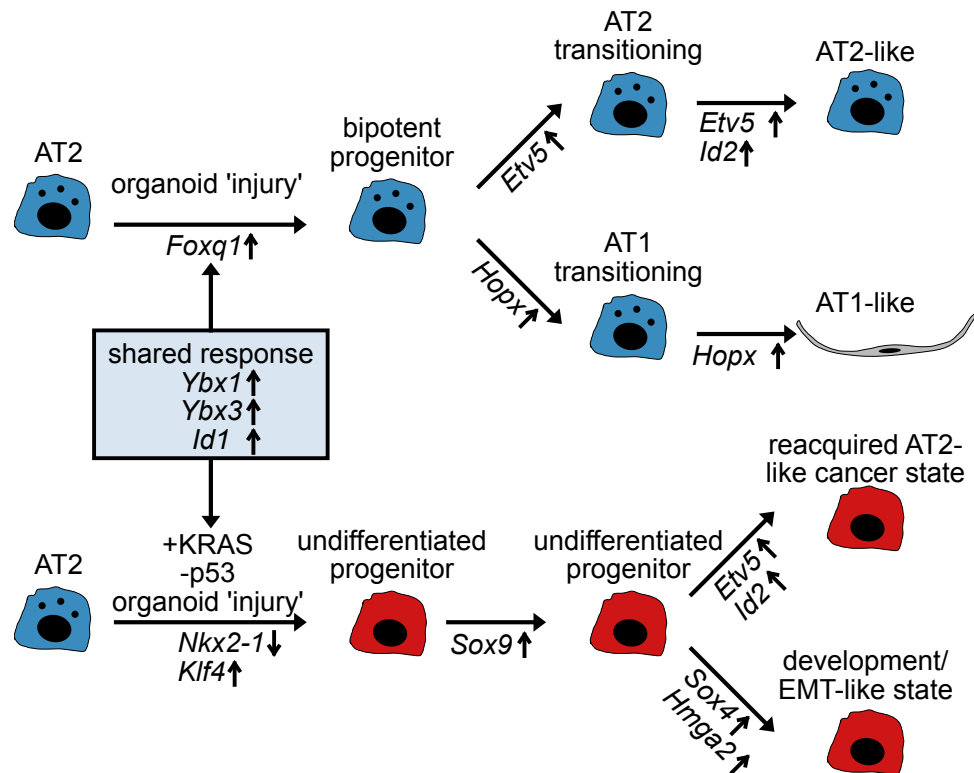 AT2
organoid 'injury'
Foxq1↑
bipotent
progenitor
Etv5↑
AT2
transitioning
Etv5 ↑
Id2↑
AT2-like
Hopx↑
AT1
transitioning
Hopx ↑
AT1-like
shared response
Ybx1↑
Ybx3↑
Id1 ↑
AT2
+KRAS
-p53
organoid 'injury'
Nkx2-1↓
Klf4↑
undifferentiated
progenitor
Sox9↑
undifferentiated
progenitor
Etv5↑
Id2↑
reacquired AT2-
like cancer state
Sox4↑
Hmga2↑
development/
EMT-like state